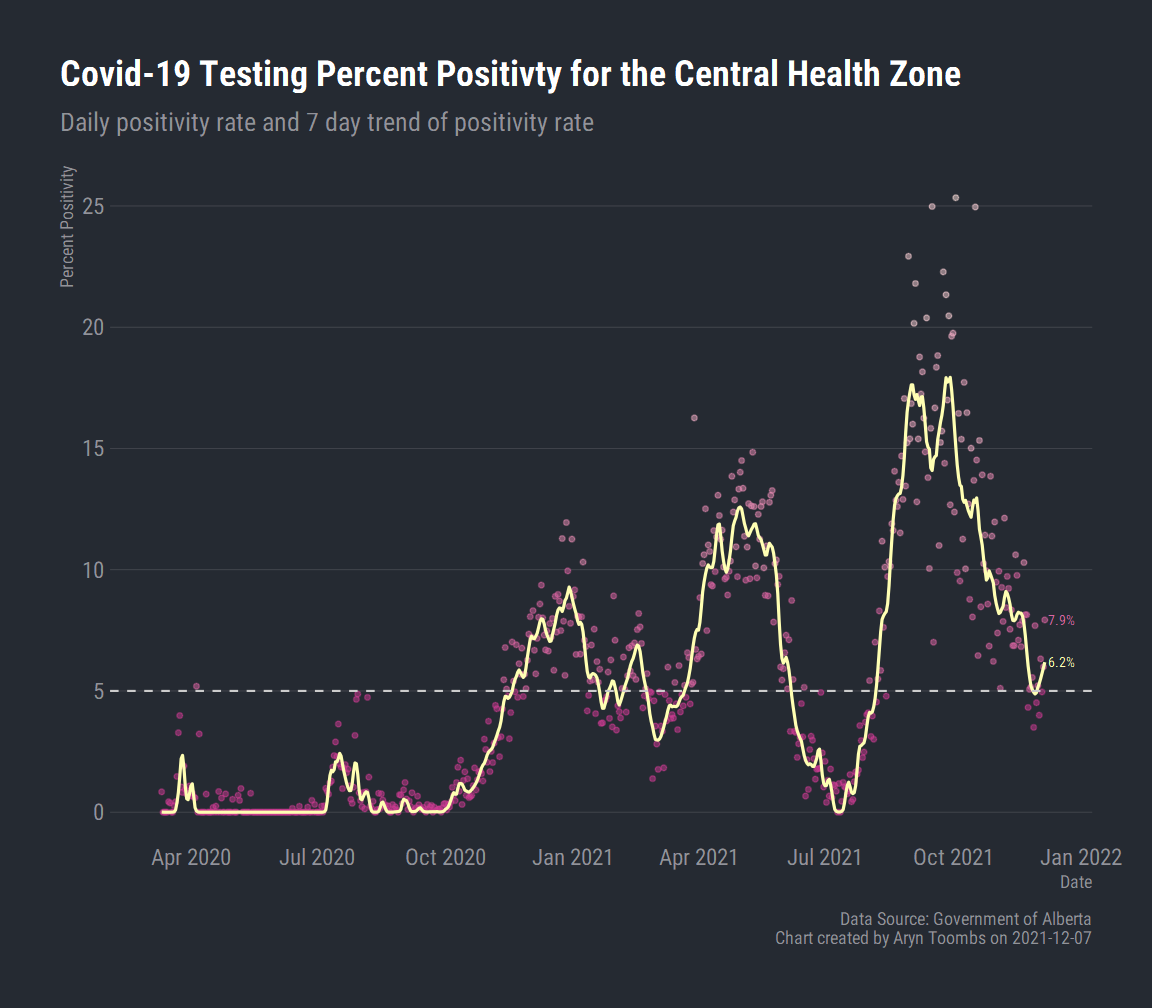 Covid-19 Testing Percent Positivty for the Central Health Zone
Daily positivity rate and 7 day trend of positivity rate
Percent Positivity
25
20
15
10
5
0
7.9%
6.2%
Apr 2020 Jul 2020 Oct 2020 Jan 2021 Apr 2021 Jul 2021 Oct 2021 Jan 2022
Date
Data Source: Government of Alberta
Chart created by Aryn Toombs on 2021-12-07